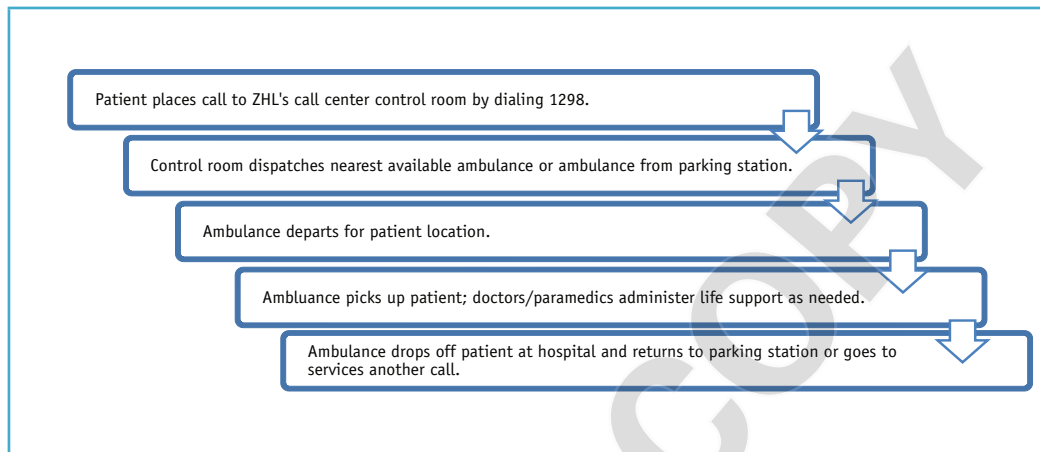 Patient places call to ZHL's call center control room by dialing 1298.
Control room dispatches nearest available ambulance or ambulance from parking station.
Ambulance departs for patient location.
Ambluance picks up patient; doctors/paramedics administer life support as needed.
Ambulance drops off patient at hospital and returns to parking station or goes to
services another call.
COPY